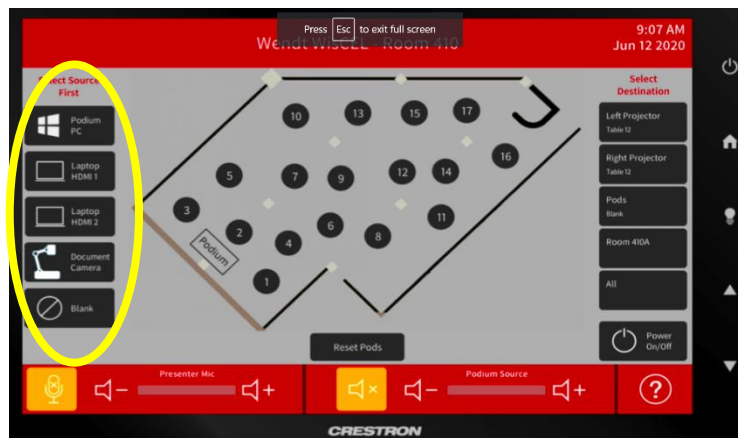 Press Esc to exit full screen
Wendt WisCEL - Room 410
9:07 AM
Jun 12 2020
Select Source
First
Podium
PC
Laptop
HDMI 1
Laptop
HDMI 2
Document
Camera
Blank
10
13
15
17
16
5
7
9
12
14
3
2
4
6
8
11
Podium
1
Select
Destination
Left Projector
Table 12
Right Projector
Table 12
Pods
Blank
Room 410A
All
Power
On/Off
Reset Pods
Presenter Mic
Podium Source
?
CRESTRON